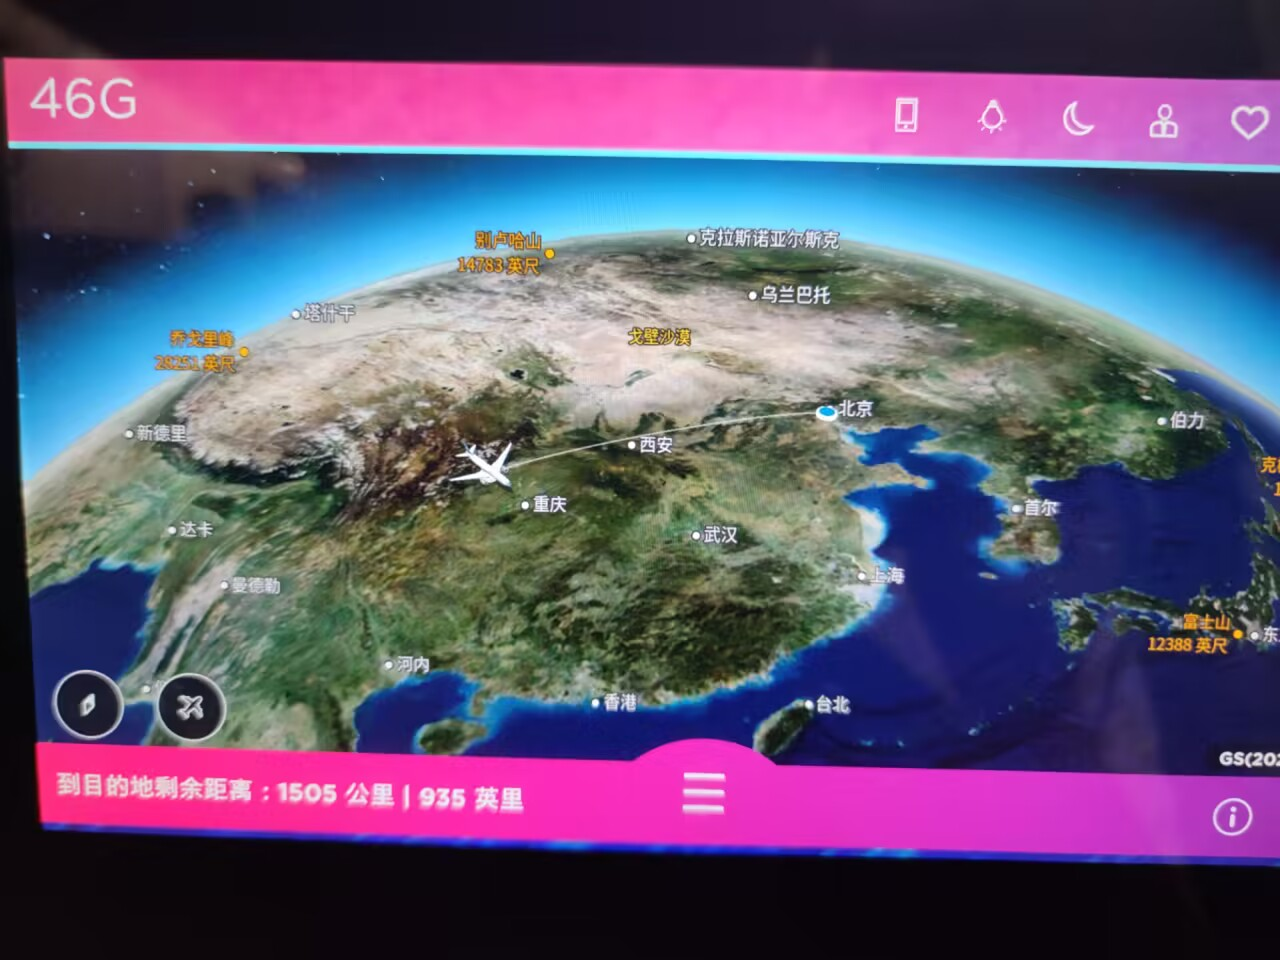 46G
克拉斯诺亚尔斯克
别卢哈山
14783 英尺
乌兰巴托
塔什干
乔戈里峰
28251 英尺
戈壁沙漠
北京
伯力
新德里
西安
重庆
首尔
达卡
武汉
曼德勒
上海
富士山
12388 英尺
东
河内
香港
台北
GS(202
到目的地剩余距离 : 1505 公里 | 935 英里